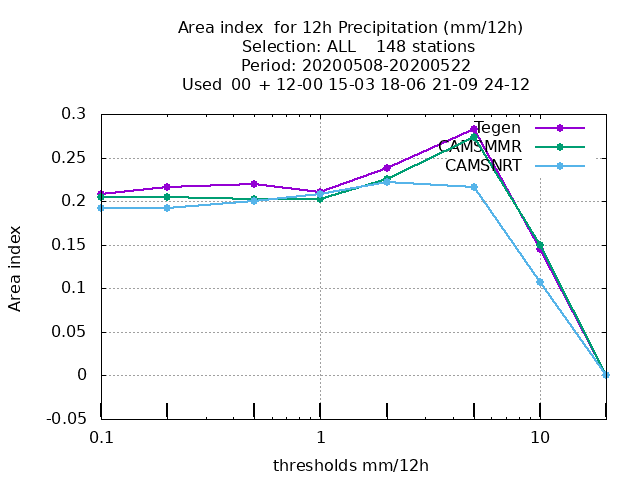 Area index  for 12h Precipitation (mm/12h)
Selection: ALL    148 stations
Period: 20200508-20200522
Used  00 + 12-00 15-03 18-06 21-09 24-12
0.3
0.25
0.2
0.15
0.1
0.05
0
-0.05
Area index
Tegen
CAMSMMR
CAMSNRT
0.1
1
10
thresholds mm/12h